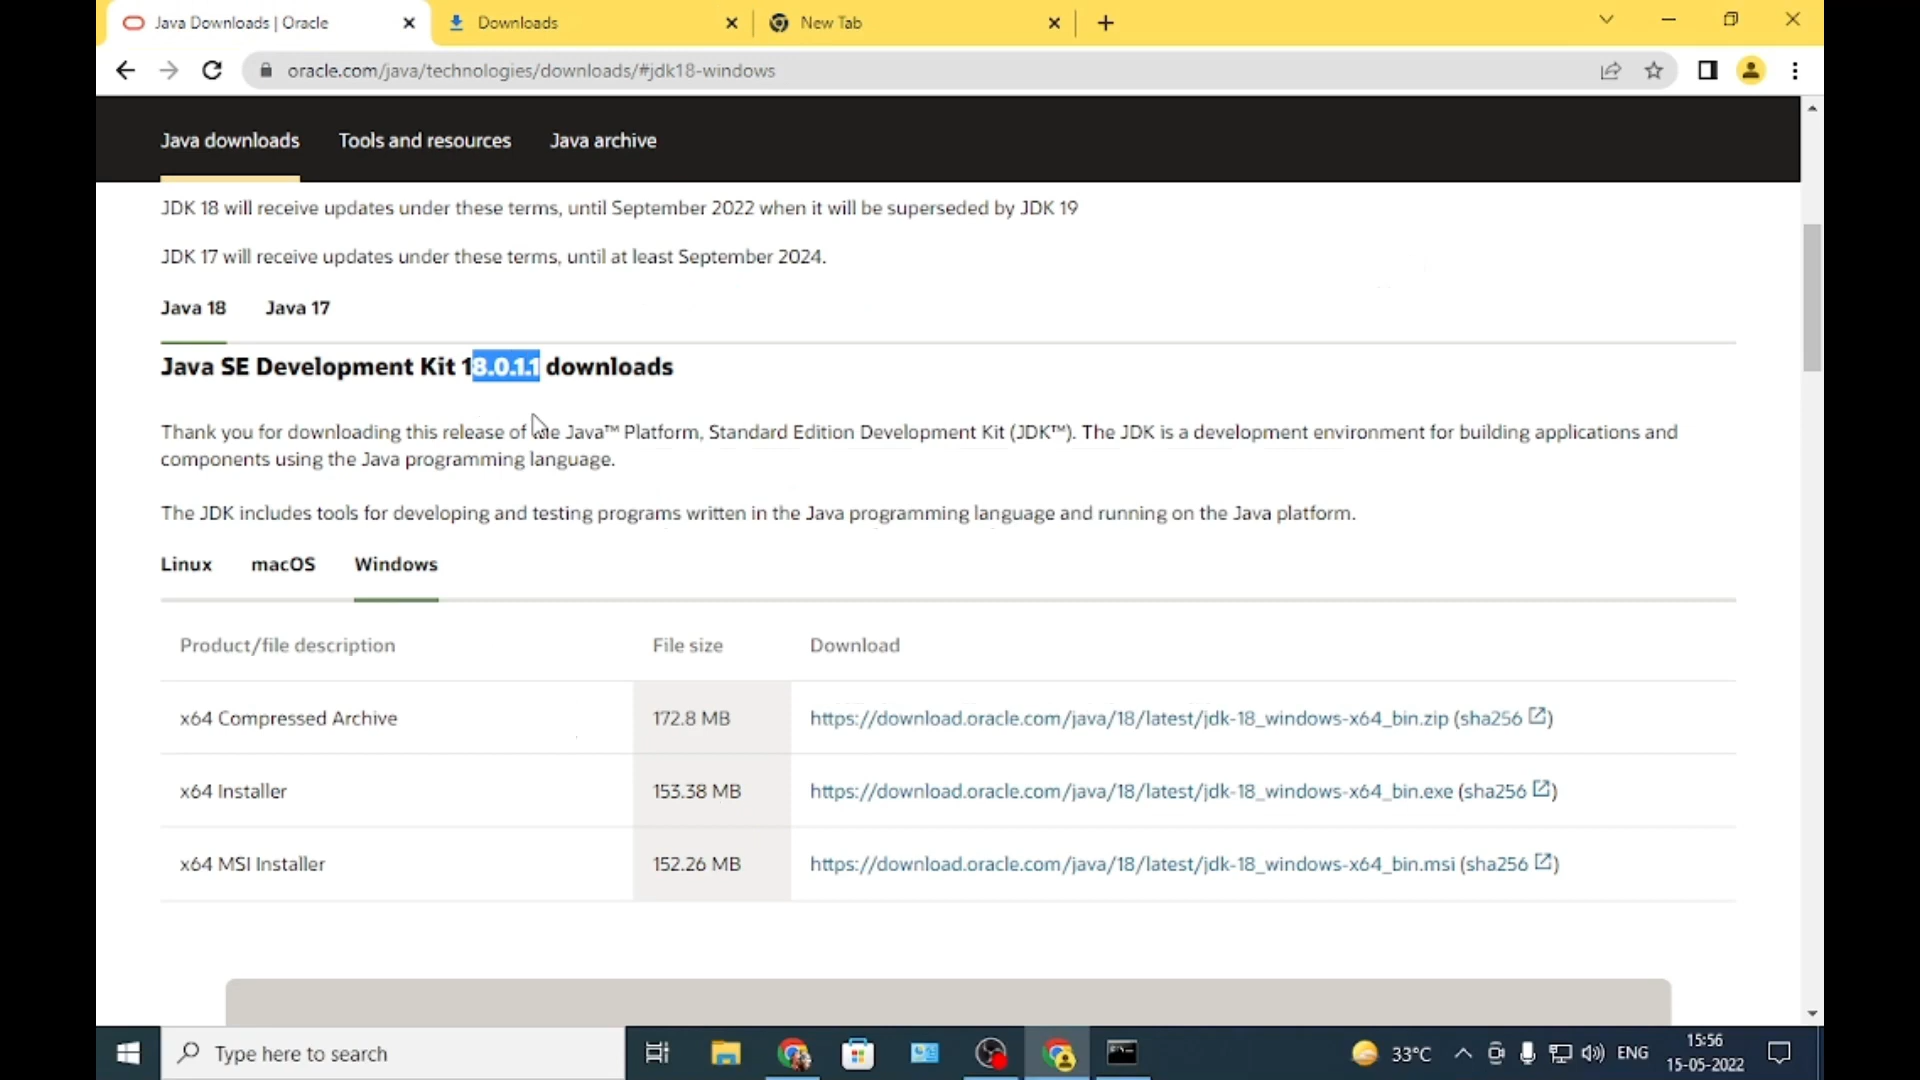 Java Downloads | Oracle
Downloads
New Tab
oracle.com/java/technologies/downloads/#jdk18-windows
Java downloads
Tools and resources
Java archive
JDK 18 will receive updates under these terms, until September 2022 when it will be superseded by JDK 19
JDK 17 will receive updates under these terms, until at least September 2024.
Java 18
Java 17
Java SE Development Kit 18.0.1.1 downloads
Thank you for downloading this release of the Java™ Platform, Standard Edition Development Kit (JDK™). The JDK is a development environment for building applications and
components using the Java programming language.
The JDK includes tools for developing and testing programs written in the Java programming language and running on the Java platform.
Linux
macOS
Windows
Product/file description
File size
Download
x64 Compressed Archive
172.8 MB
https://download.oracle.com/java/18/latest/jdk-18_windows-x64_bin.zip (sha256)
x64 Installer
153.38 MB
https://download.oracle.com/java/18/latest/jdk-18_windows-x64_bin.exe (sha256)
x64 MSI Installer
152.26 MB
https://download.oracle.com/java/18/latest/jdk-18_windows-x64_bin.msi (sha256)
Type here to search
33°C
ENG
15:56
15-05-2022